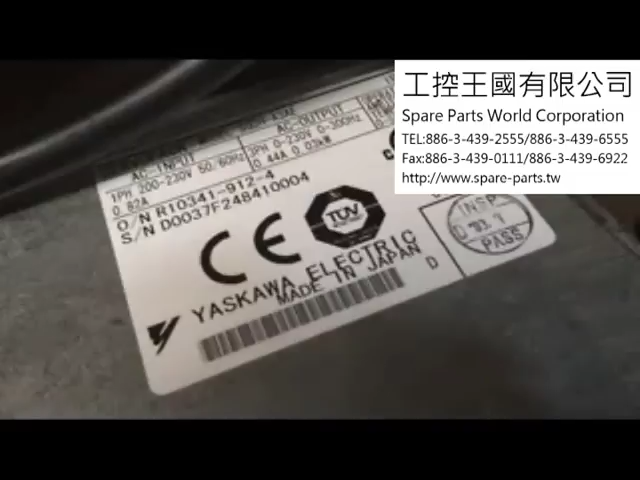 工控王國有限公司
Spare Parts World Corporation
TEL:886-3-439-2555/886-3-439-6555
Fax:886-3-439-0111/886-3-439-6922
http://www.spare-parts.tw
AC-INPUT
AC-OUTPUT
1PH 200-230V 50/60Hz
3PH 0-230V 0-300Hz
0.82A
0.44A 0.03kW
O/N R10341-912-4
S/N D0037F248410004
CE
TÜV
INSP
PASS
YASKAWA ELECTRIC
MADE IN JAPAN
D